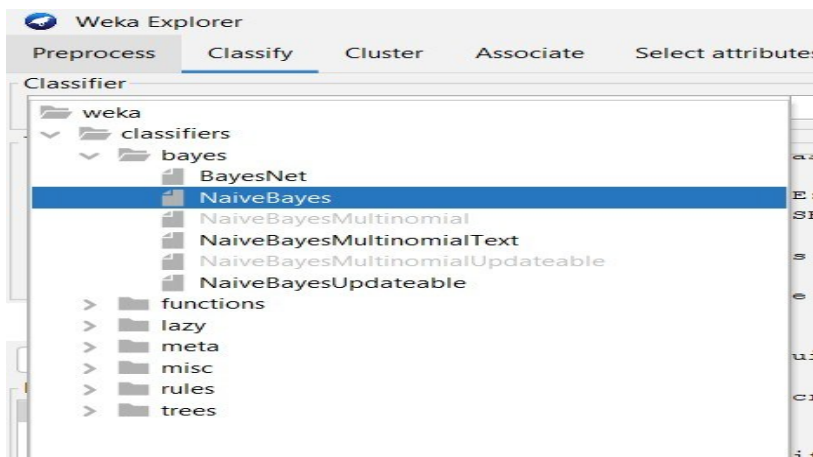 Weka Explorer
Preprocess Classify Cluster Associate Select attributes
Classifier
weka
classifiers
bayes
BayesNet
NaiveBayes
NaiveBayesMultinomial
NaiveBayesMultinomialText
NaiveBayesMultinomialUpdateable
NaiveBayesUpdateable
functions
lazy
meta
misc
rules
trees